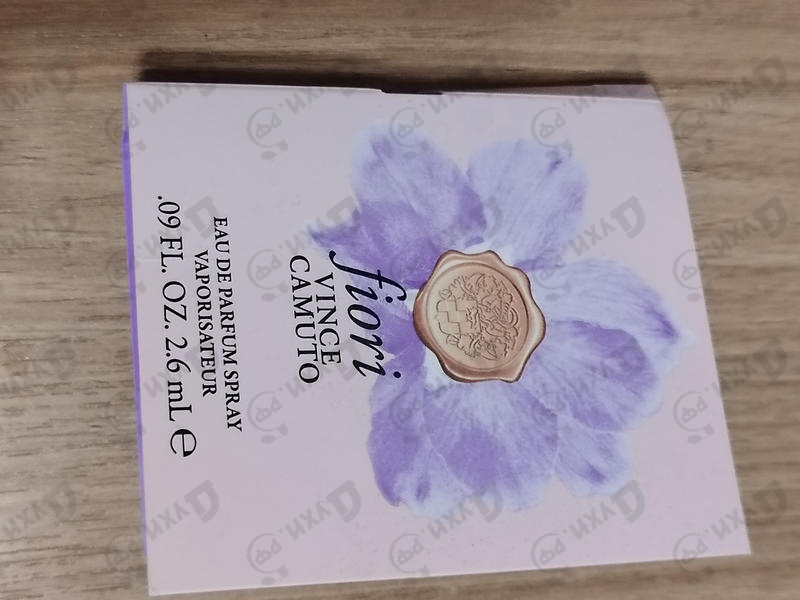 fiori
VINCE
CAMUTO
EAU DE PARFUM SPRAY
VAPORISATEUR
.09 FL. OZ. 2.6 mL ℮